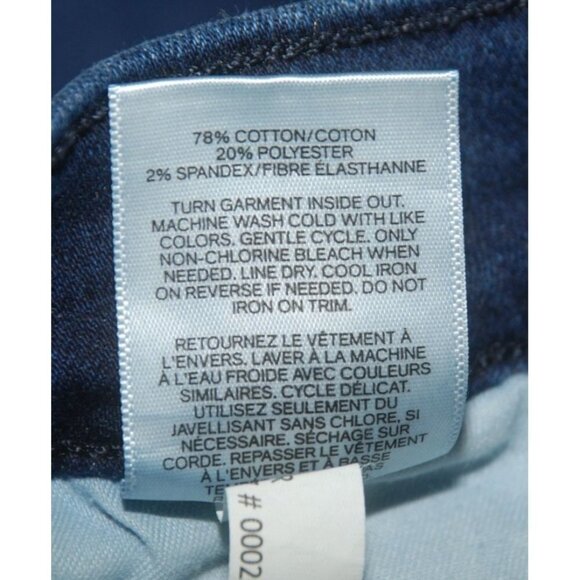 78% COTTON/COTON
20% POLYESTER
2% SPANDEX/FIBRE ÉLASTHANNE
TURN GARMENT INSIDE OUT.
MACHINE WASH COLD WITH LIKE
COLORS. GENTLE CYCLE. ONLY
NON-CHLORINE BLEACH WHEN
NEEDED. LINE DRY. COOL IRON
ON REVERSE IF NEEDED. DO NOT
IRON ON TRIM.
RETOURNEZ LE VÊTEMENT À
L'ENVERS. LAVER À LA MACHINE
À L'EAU FROIDE AVEC COULEURS
SIMILAIRES. CYCLE DÉLICAT.
UTILISEZ SEULEMENT DU
JAVELLISANT SANS CHLORE, SI
NÉCESSAIRE. SÉCHAGE SUR
CORDE. REPASSER LE VÊTEMENT
À L'ENVERS ET À BASSE
PAS
# 0002